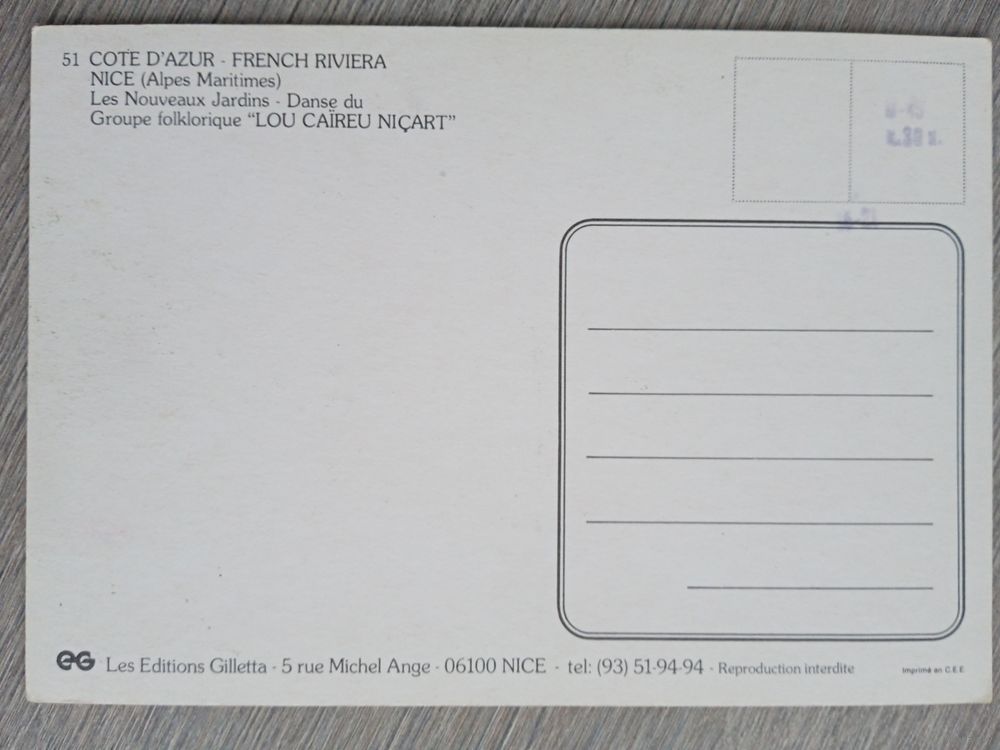 51 COTE D'AZUR - FRENCH RIVIERA
NICE (Alpes Maritimes)
Les Nouveaux Jardins - Danse du
Groupe folklorique "LOU CAÏREU NIÇART"
eG Les Editions Gilletta - 5 rue Michel Ange - 06100 NICE - tel: (93) 51-94-94 - Reproduction interdite
Imprimé en C.E.E.